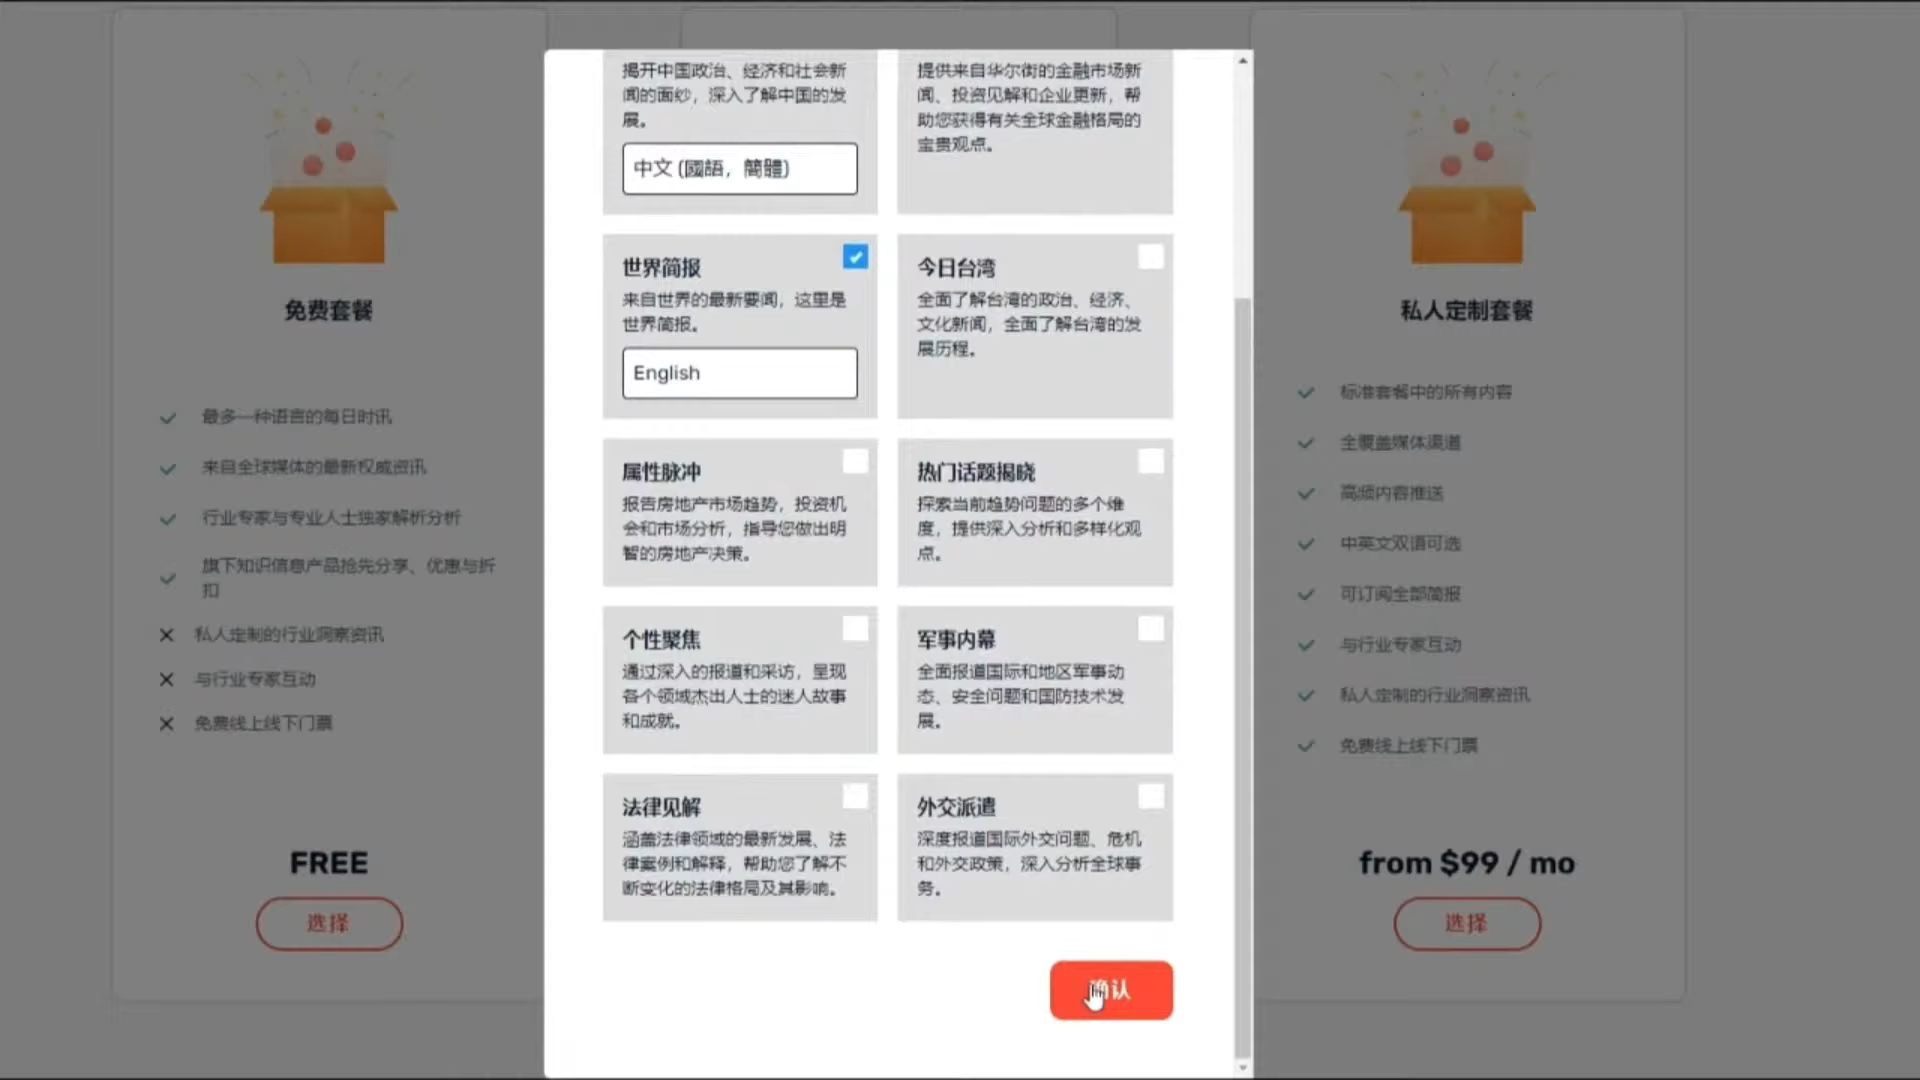 免费套餐
最多一种语言的每日时讯
来自全球媒体的最新权威资讯
行业专家与专业人士独家解析分析
旗下知识信息产品抢先分享、优惠与折
扣
私人定制的行业洞察资讯
与行业专家互动
免费线上线下门票
FREE
选择
揭开中国政治、经济和社会新
闻的面纱，深入了解中国的发
展。
中文 (國語，簡體)
提供来自华尔街的金融市场新
闻、投资见解和企业更新，帮
助您获得有关全球金融格局的
宝贵观点。
世界简报
来自世界的最新要闻，这里是
世界简报。
English
今日台湾
全面了解台湾的政治、经济、
文化新闻，全面了解台湾的发
展历程。
属性脉冲
报告房地产市场趋势，投资机
会和市场分析，指导您做出明
智的房地产决策。
热门话题揭晓
探索当前趋势问题的多个维
度，提供深入分析和多样化观
点。
个性聚焦
通过深入的报道和采访，呈现
各个领域杰出人士的迷人故事
和成就。
军事内幕
全面报道国际和地区军事动
态、安全问题和国防技术发
展。
法律见解
涵盖法律领域的最新发展、法
律案例和解释，帮助您了解不
断变化的法律格局及其影响。
外交派遣
深度报道国际外交问题、危机
和外交政策，深入分析全球事
务。
确认
私人定制套餐
标准套餐中的所有内容
全覆盖媒体渠道
高频内容推送
中英文双语可选
可订阅全部简报
与行业专家互动
私人定制的行业洞察资讯
免费线上线下门票
from $99 / mo
选择